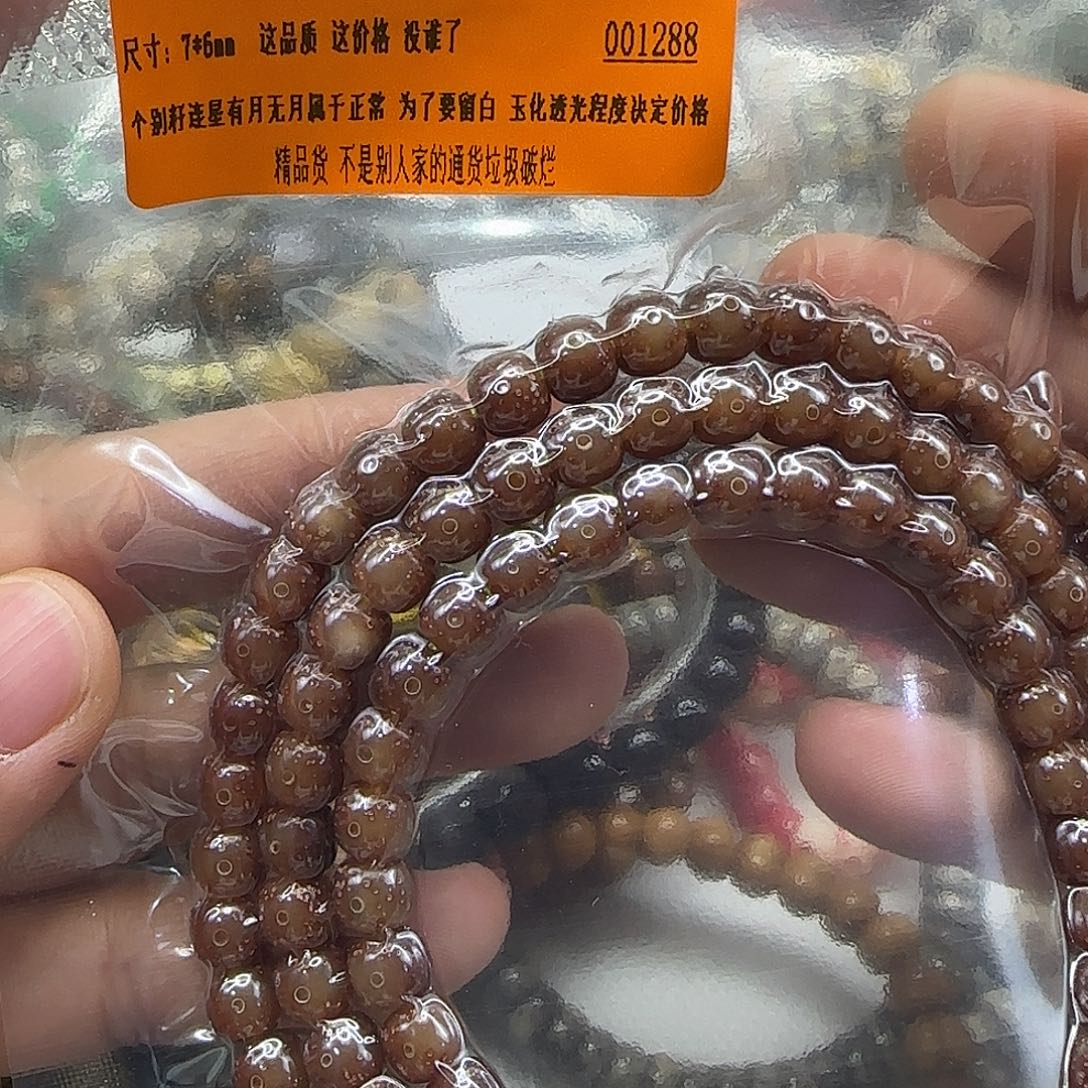 尺寸: 7*6mm 这品质 这价格 没谁了 001288
个别籽连星有月无月属于正常 为了要留白 玉化透光程度决定价格
精品货 不是别人家的通货垃圾破烂